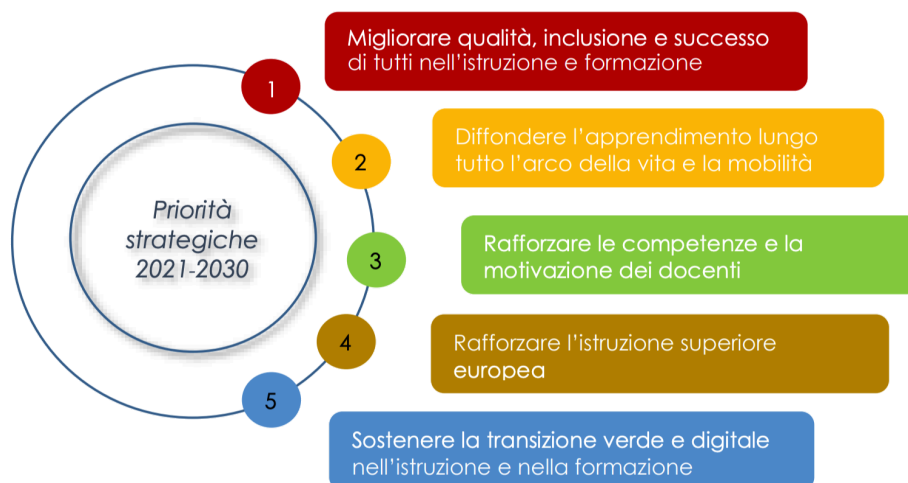 Priorità
strategiche
2021-2030
1
Migliorare qualità, inclusione e successo
di tutti nell'istruzione e formazione
2
Diffondere l'apprendimento lungo
tutto l'arco della vita e la mobilità
3
Rafforzare le competenze e la
motivazione dei docenti
4
Rafforzare l'istruzione superiore
europea
5
Sostenere la transizione verde e digitale
nell'istruzione e nella formazione